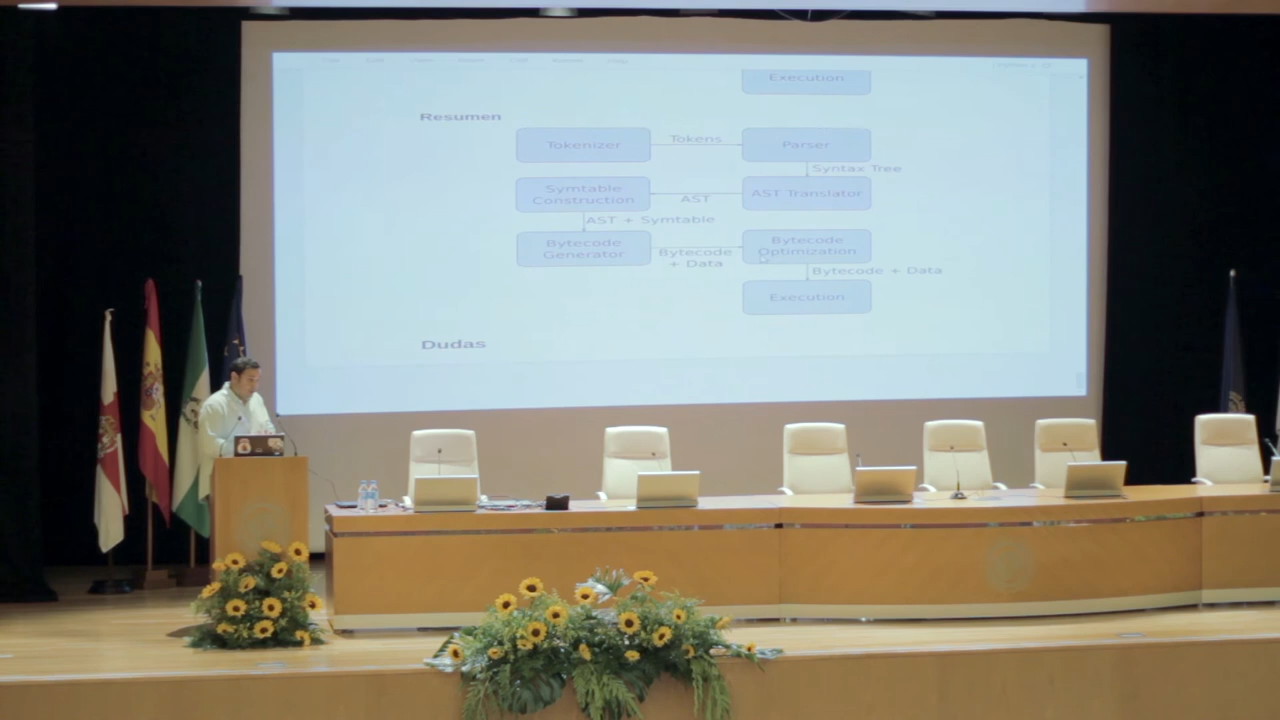 Execution
Resumen
Tokenizer
Tokens
Parser
Syntax Tree
Symtable
Construction
AST
AST Translator
AST + Symtable
Bytecode
Generator
Bytecode
+ Data
Bytecode
Optimization
Bytecode + Data
Execution
Dudas